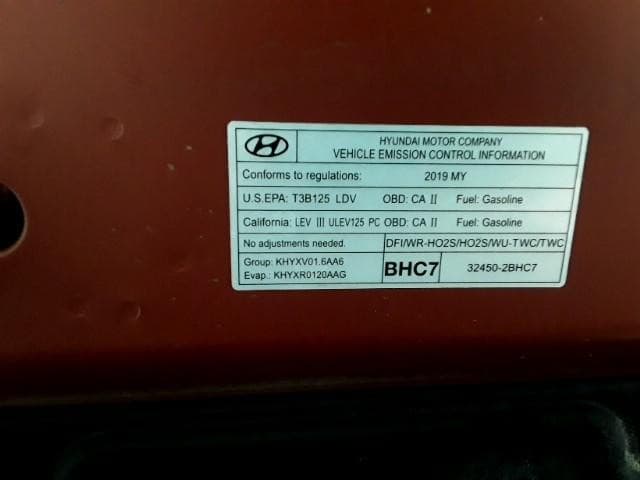 HYUNDAI MOTOR COMPANY
VEHICLE EMISSION CONTROL INFORMATION
Conforms to regulations: 2019 MY
U.S.EPA: T3B125 LDV OBD: CA II Fuel: Gasoline
California: LEV III ULEV125 PC OBD: CA II Fuel: Gasoline
No adjustments needed. DFI/WR-HO2S/HO2S/WU-TWC/TWC
Group: KHYXV01.6AA6
Evap.: KHYXR0120AAG
BHC7 32450-2BHC7